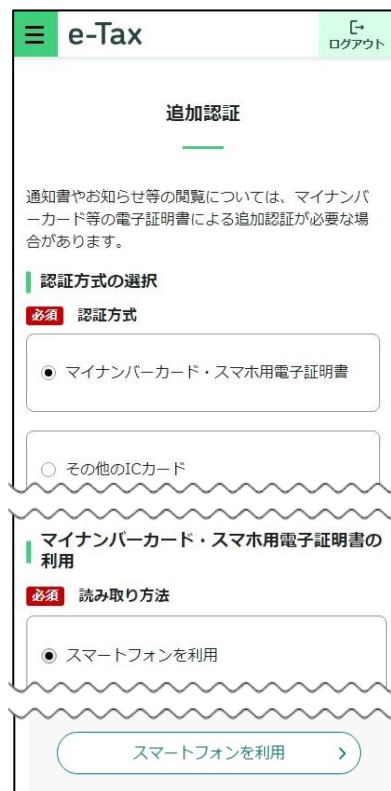 e-Tax
ログアウト
追加認証
通知書やお知らせ等の閲覧については、マイナンバ
ーカード等の電子証明書による追加認証が必要な場
合があります。
認証方式の選択
必須 認証方式
マイナンバーカード・スマホ用電子証明書
その他のICカード
マイナンバーカード・スマホ用電子証明書の
利用
必須 読み取り方法
スマートフォンを利用
スマートフォンを利用